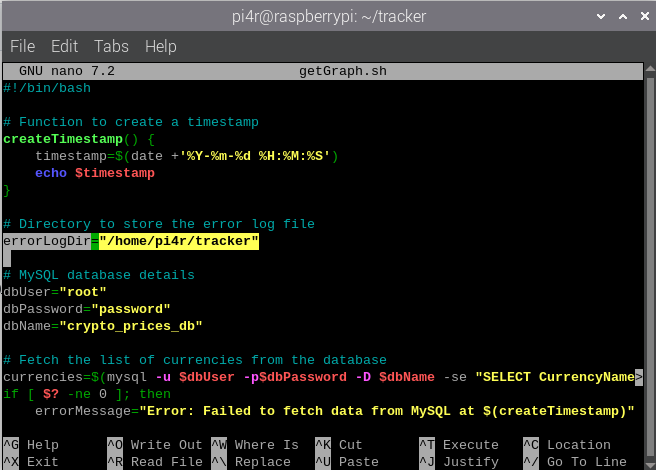 pi4r@raspberrypi: ~/tracker
File Edit Tabs Help
GNU nano 7.2 getGraph.sh
#!/bin/bash
# Function to create a timestamp
createTimestamp() {
    timestamp=$(date +'%Y-%m-%d %H:%M:%S')
    echo $timestamp
}
# Directory to store the error log file
errorLogDir="/home/pi4r/tracker"
# MySQL database details
dbUser="root"
dbPassword="password"
dbName="crypto_prices_db"
# Fetch the list of currencies from the database
currencies=$(mysql -u $dbUser -p$dbPassword -D $dbName -se "SELECT CurrencyName>
if [ $? -ne 0 ]; then
    errorMessage="Error: Failed to fetch data from MySQL at $(createTimestamp)"
^G Help ^O Write Out ^W Where Is ^K Cut ^T Execute ^C Location
^X Exit ^R Read File ^\ Replace ^U Paste ^J Justify ^/ Go To Line